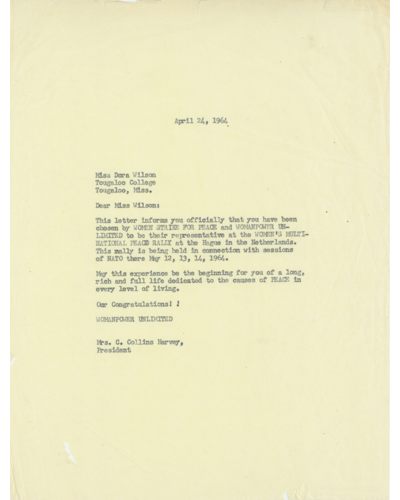 April 24, 1964
Miss Dora Wilson
Tougaloo College
Tougaloo, Miss.
Dear Miss Wilson:
This letter informs you officially that you have been
chosen by WOMEN STRIKE FOR PEACE and WOMANPOWER UN-
LIMITED to be their representative at the WOMEN'S MULTI-
NATIONAL PEACE RALLY at the Hague in the Netherlands.
This rally is being held in connection with sessions
of NATO there May 12, 13, 14, 1964.
May this experience be the beginning for you of a long,
rich and full life dedicated to the causes of PEACE in
every level of living.
Our Congratulations! !
WOMANPOWER UNLIMITED
Mrs. C. Collins Harvey,
President